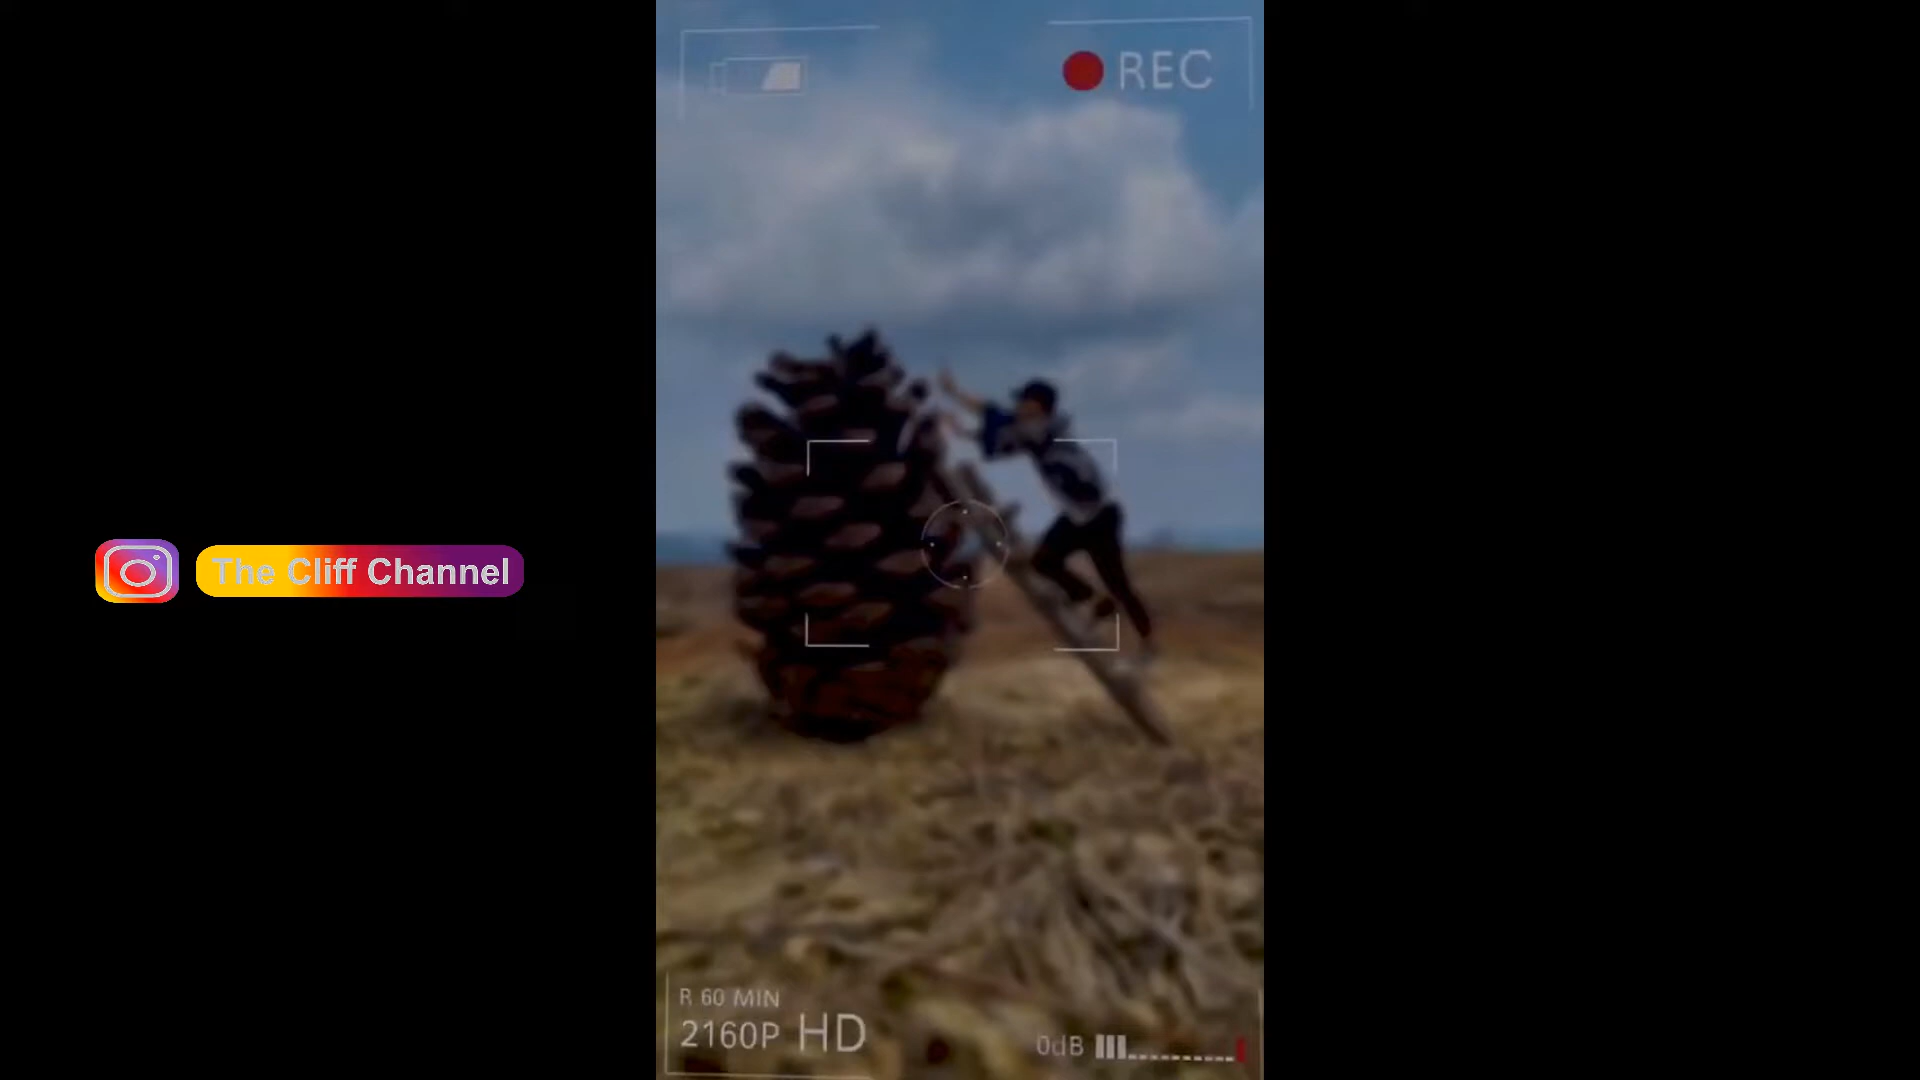 REC
The Cliff Channel
R 60 MIN
2160P HD
0dB